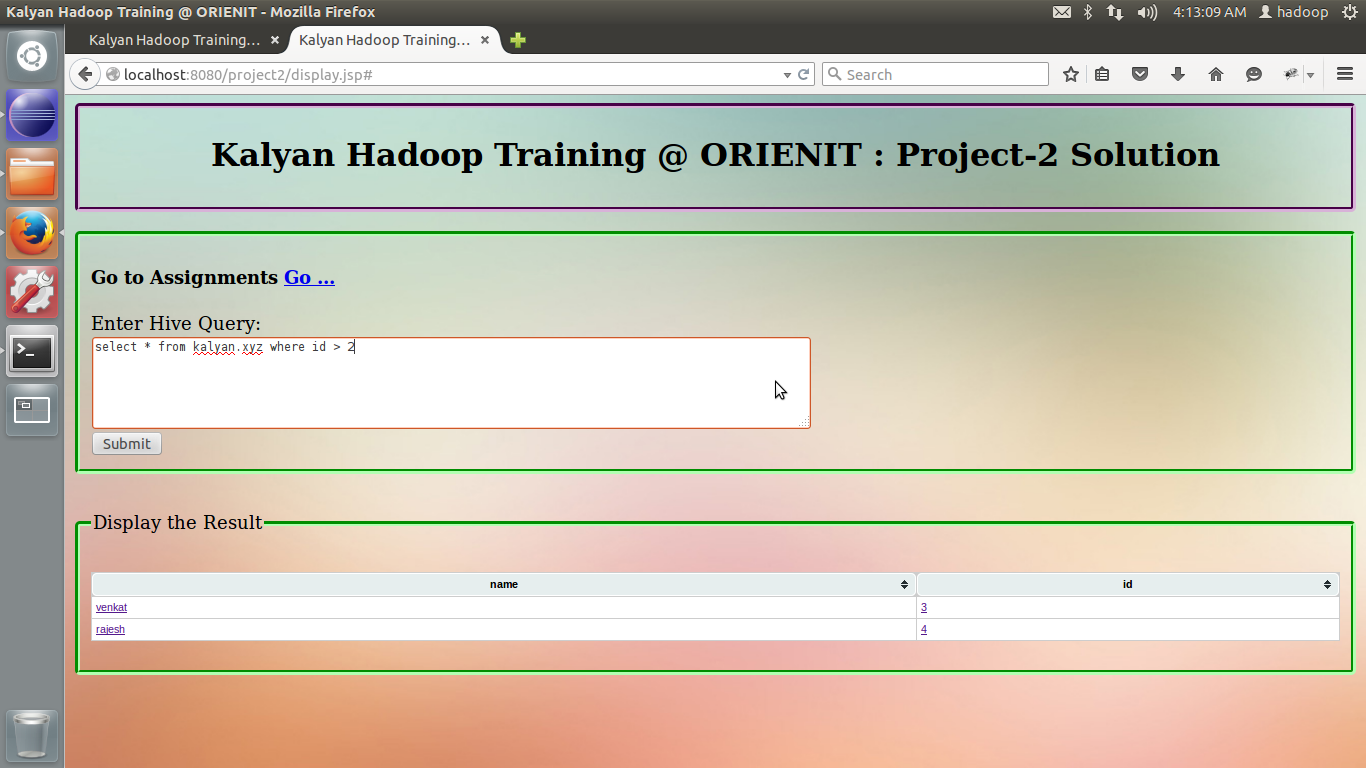 Kalyan Hadoop Training @ ORIENIT - Mozilla Firefox
4:13:09 AM hadoop
Kalyan Hadoop Training... Kalyan Hadoop Training...
localhost:8080/project2/display.jsp# Search
Kalyan Hadoop Training @ ORIENIT : Project-2 Solution
Go to Assignments Go ...
Enter Hive Query:
select * from kalyan.xyz where id > 2
Submit
Display the Result
name id
venkat 3
rajesh 4